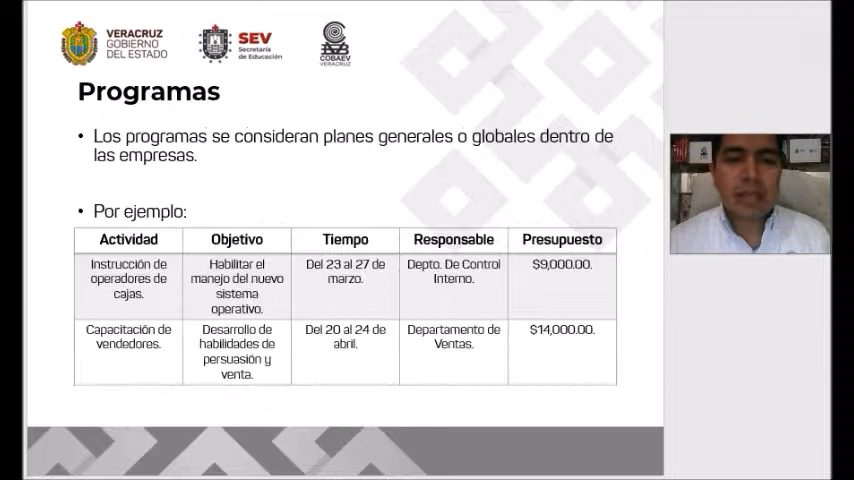 VERACRUZ
GOBIERNO
DEL ESTADO
SEV
Secretaría
de Educación
COBAEV
VERACRUZ
Programas
• Los programas se consideran planes generales o globales dentro de
las empresas.
• Por ejemplo:
Actividad Objetivo Tiempo Responsable Presupuesto
Instrucción de
operadores de
cajas.
Habilitar el
manejo del nuevo
sistema
operativo.
Del 23 al 27 de
marzo.
Depto. De Control
Interno.
$9,000.00.
Capacitación de
vendedores.
Desarrollo de
habilidades de
persuasión y
venta.
Del 20 al 24 de
abril.
Departamento de
Ventas.
$14,000.00.